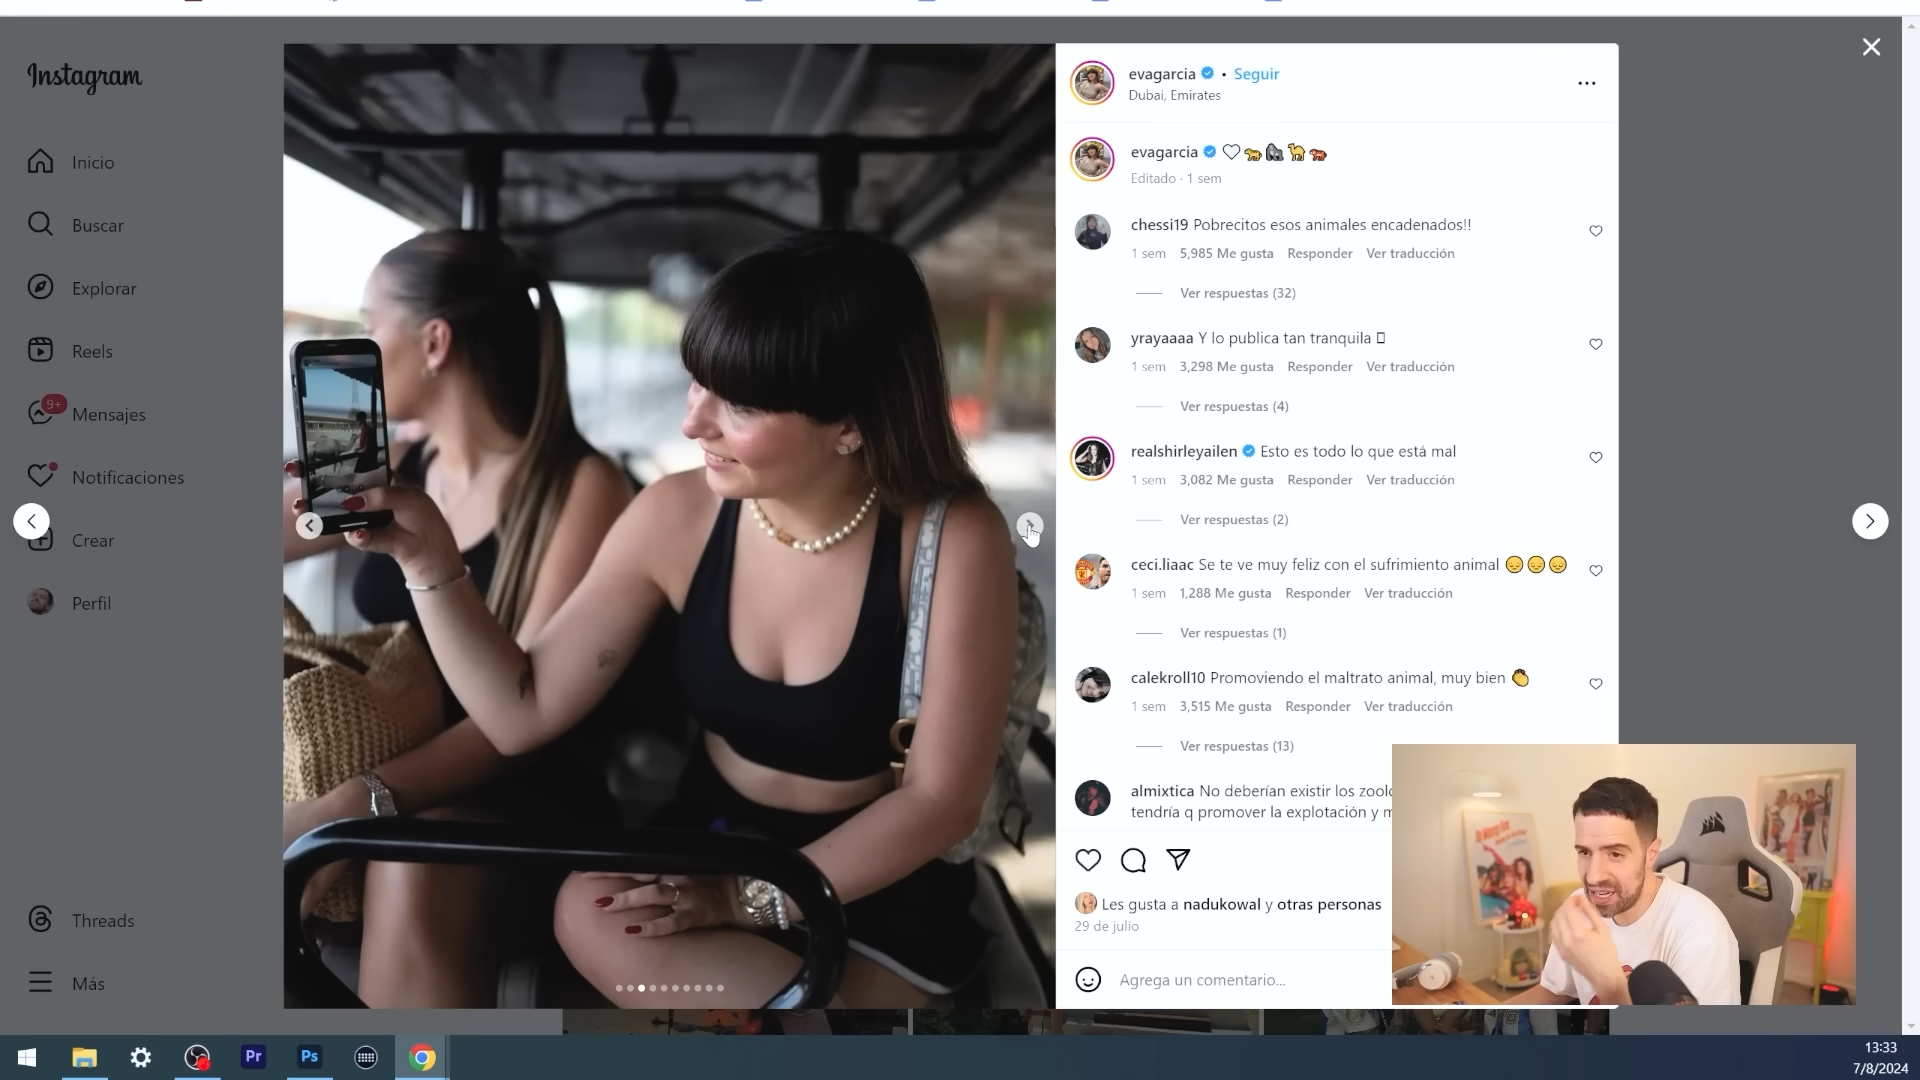 Instagram
Inicio
Buscar
Explorar
Reels
9+
Mensajes
Notificaciones
Crear
Perfil
Threads
Más
evagarcia • Seguir
Dubai, Emirates
evagarcia
Editado · 1 sem
chessi19 Pobrecitos esos animales encadenados!!
1 sem 5,985 Me gusta Responder Ver traducción
Ver respuestas (32)
yrayaaaa Y lo publica tan tranquila
1 sem 3,298 Me gusta Responder Ver traducción
Ver respuestas (4)
realshirleyailen Esto es todo lo que está mal
1 sem 3,082 Me gusta Responder Ver traducción
Ver respuestas (2)
ceci.liaac Se te ve muy feliz con el sufrimiento animal 😔😔😔
1 sem 1,288 Me gusta Responder Ver traducción
Ver respuestas (1)
calekroll10 Promoviendo el maltrato animal, muy bien 👏
1 sem 3,515 Me gusta Responder Ver traducción
Ver respuestas (13)
almixtica No deberían existir los zoolo
tendría q promover la explotación y m
Les gusta a nadukowal y otras personas
29 de julio
Agrega un comentario...
Pr
Ps
13:33
7/8/2024